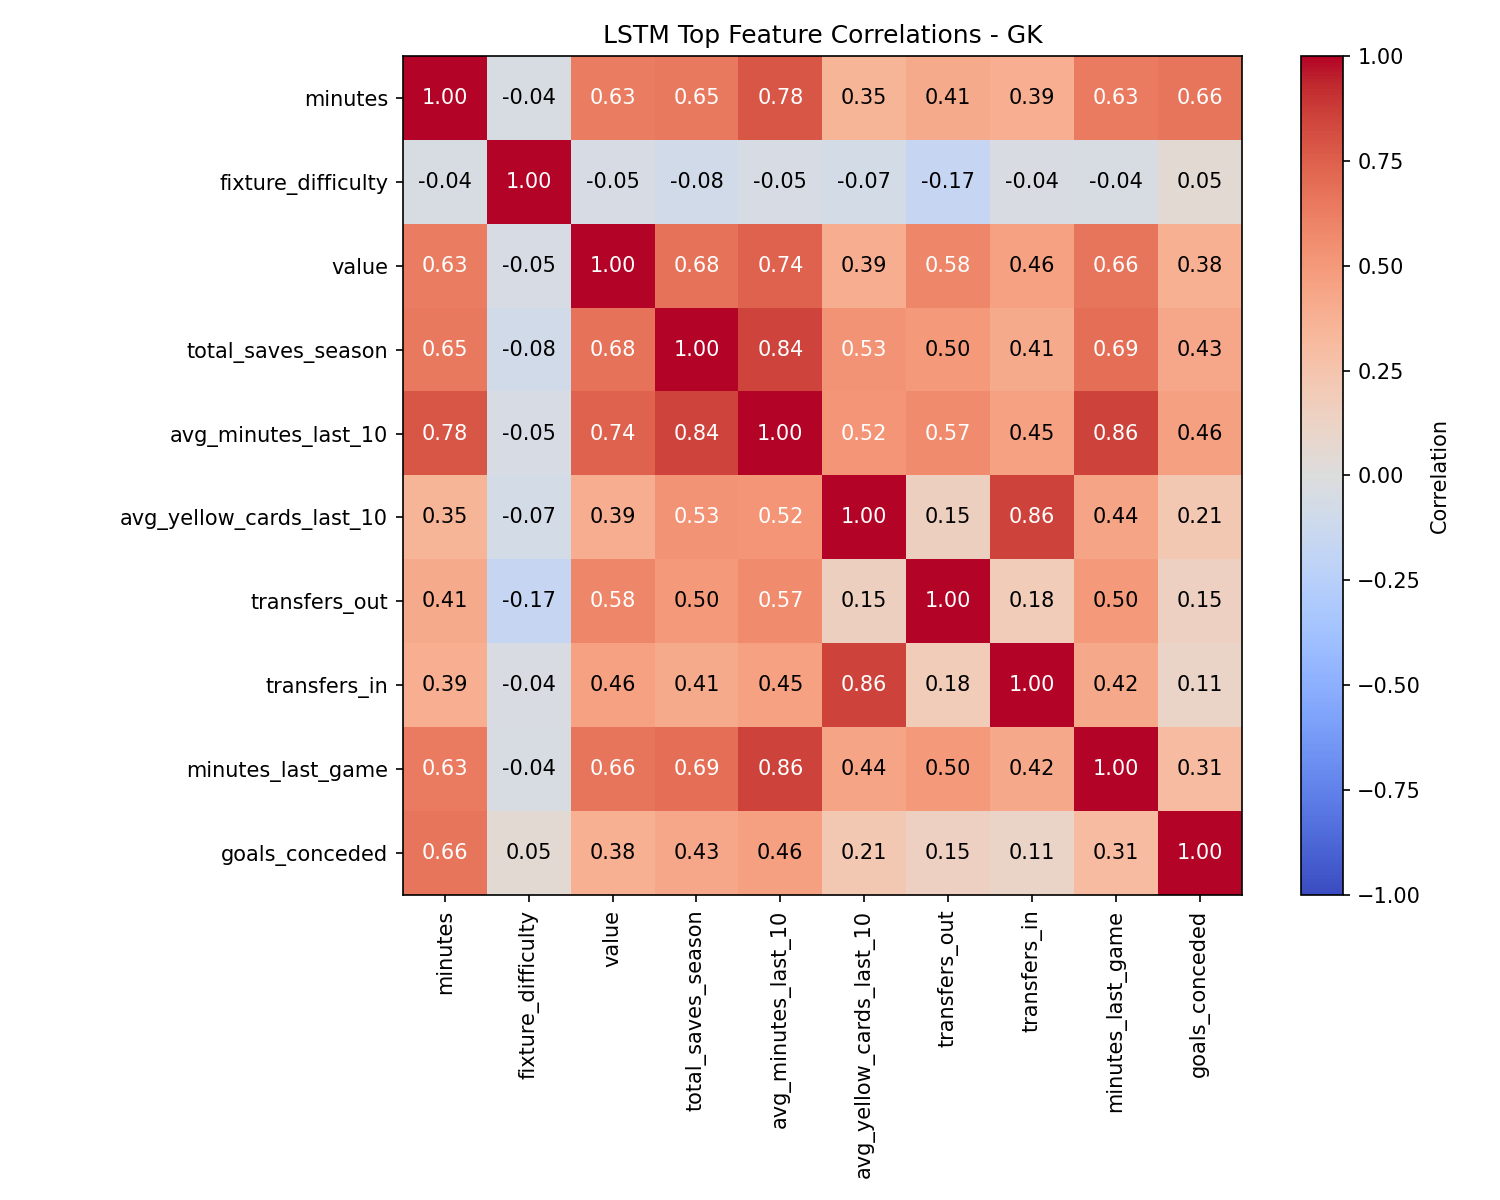 LSTM Top Feature Correlations - GK
minutes 1.00 -0.04 0.63 0.65 0.78 0.35 0.41 0.39 0.63 0.66
fixture_difficulty -0.04 1.00 -0.05 -0.08 -0.05 -0.07 -0.17 -0.04 -0.04 0.05
value 0.63 -0.05 1.00 0.68 0.74 0.39 0.58 0.46 0.66 0.38
total_saves_season 0.65 -0.08 0.68 1.00 0.84 0.53 0.50 0.41 0.69 0.43
avg_minutes_last_10 0.78 -0.05 0.74 0.84 1.00 0.52 0.57 0.45 0.86 0.46
avg_yellow_cards_last_10 0.35 -0.07 0.39 0.53 0.52 1.00 0.15 0.86 0.44 0.21
transfers_out 0.41 -0.17 0.58 0.50 0.57 0.15 1.00 0.18 0.50 0.15
transfers_in 0.39 -0.04 0.46 0.41 0.45 0.86 0.18 1.00 0.42 0.11
minutes_last_game 0.63 -0.04 0.66 0.69 0.86 0.44 0.50 0.42 1.00 0.31
goals_conceded 0.66 0.05 0.38 0.43 0.46 0.21 0.15 0.11 0.31 1.00
minutes
fixture_difficulty
value
total_saves_season
avg_minutes_last_10
avg_yellow_cards_last_10
transfers_out
transfers_in
minutes_last_game
goals_conceded
1.00
0.75
0.50
0.25
0.00
−0.25
−0.50
−0.75
−1.00
Correlation